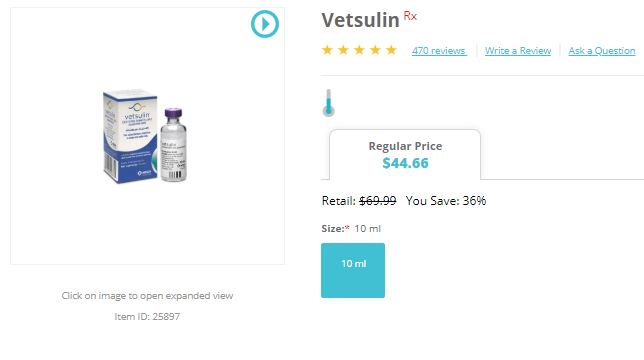 Vetsulin Rx
470 reviews
Write a Review
Ask a Question
vetsulin
Regular Price
$44.66
Retail: $69.99 You Save: 36%
Size:* 10 ml
10 ml
Click on image to open expanded view
Item ID: 25897